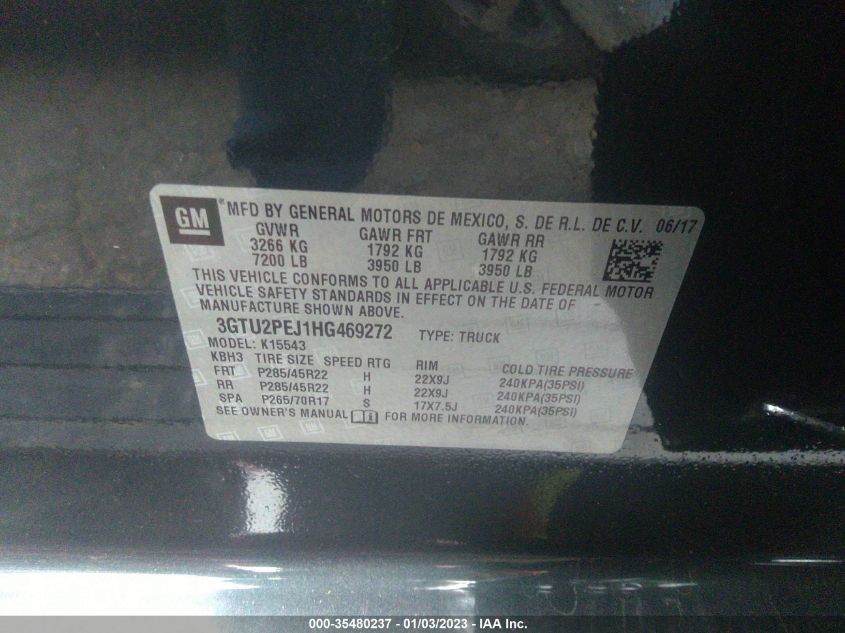 GM ® MFD BY GENERAL MOTORS DE MEXICO, S. DE R.L. DE C.V. 06/17
GVWR GAWR FRT GAWR RR
3266 KG 1792 KG 1792 KG
7200 LB 3950 LB 3950 LB
THIS VEHICLE CONFORMS TO ALL APPLICABLE U.S. FEDERAL MOTOR
VEHICLE SAFETY STANDARDS IN EFFECT ON THE DATE OF
MANUFACTURE SHOWN ABOVE.
3GTU2PEJ1HG469272 TYPE: TRUCK
MODEL: K15543
KBH3 TIRE SIZE SPEED RTG RIM COLD TIRE PRESSURE
FRT P285/45R22 H 22X9J 240KPA(35PSI)
RR P285/45R22 H 22X9J 240KPA(35PSI)
SPA P265/70R17 S 17X7.5J 240KPA(35PSI)
SEE OWNER'S MANUAL FOR MORE INFORMATION.
000-35480237 - 01/03/2023 - IAA Inc.